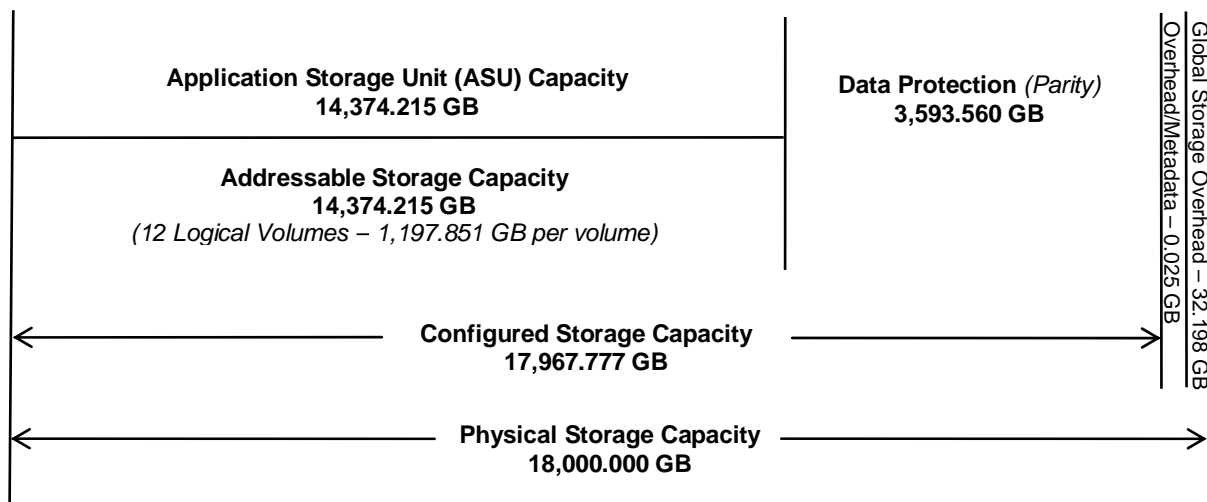 Application Storage Unit (ASU) Capacity
14,374.215 GB
Data Protection (Parity)
3,593.560 GB
Addressable Storage Capacity
14,374.215 GB
(12 Logical Volumes – 1,197.851 GB per volume)
Overhead/Metadata – 0.025 GB
Global Storage Overhead – 32.198 GB
Configured Storage Capacity
17,967.777 GB
Physical Storage Capacity
18,000.000 GB